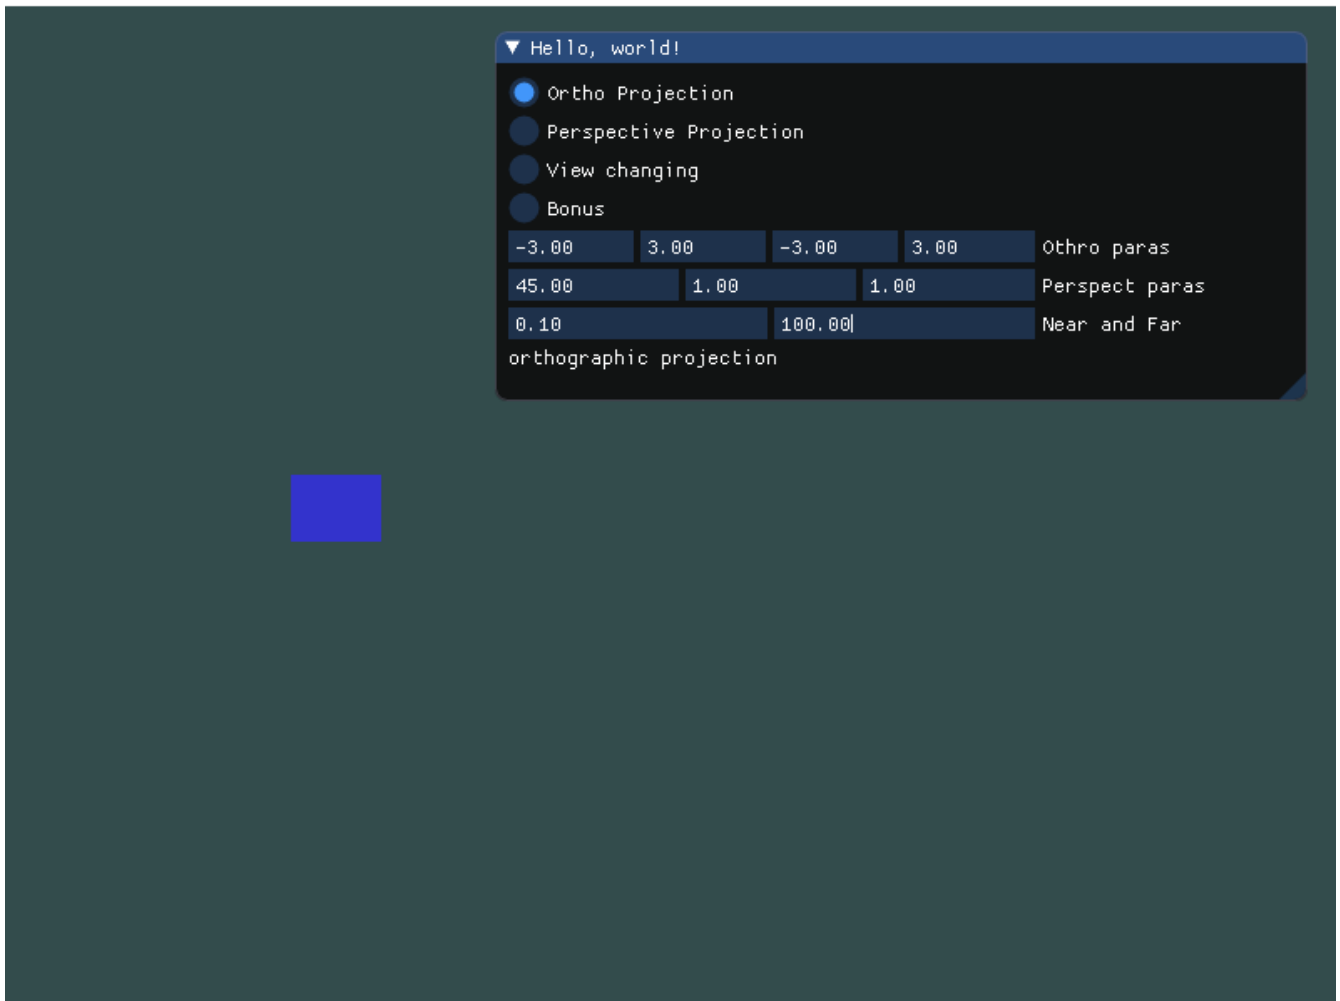 Hello, world!
Ortho Projection
Perspective Projection
View changing
Bonus
-3.00 3.00 -3.00 3.00 Othro paras
45.00 1.00 1.00 Perspect paras
0.10 100.00 Near and Far
orthographic projection